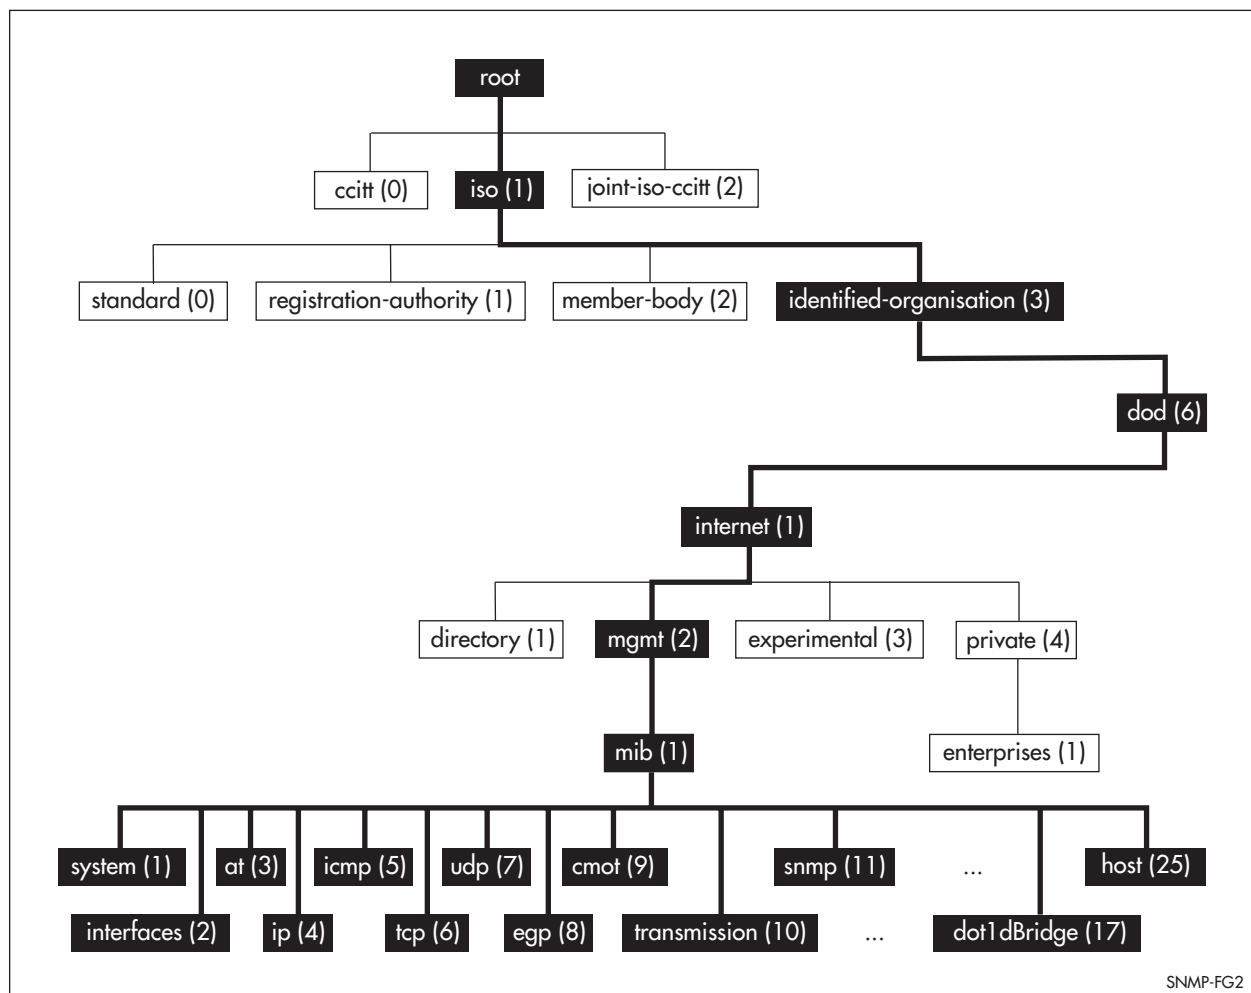 root
ccitt (0)
iso (1)
joint-iso-ccitt (2)
standard (0)
registration-authority (1)
member-body (2)
identified-organisation (3)
dod (6)
internet (1)
directory (1)
mgmt (2)
experimental (3)
private (4)
mib (1)
enterprises (1)
system (1)
at (3)
icmp (5)
udp (7)
cmot (9)
snmp (11)
...
host (25)
interfaces (2)
ip (4)
tcp (6)
egp (8)
transmission (10)
...
dot1dBridge (17)
SNMP-FG2